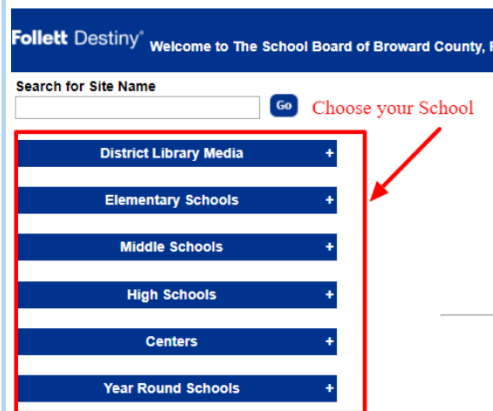 Follett Destiny® Welcome to The School Board of Broward County,
Search for Site Name
Go Choose your School
District Library Media +
Elementary Schools +
Middle Schools +
High Schools +
Centers +
Year Round Schools +